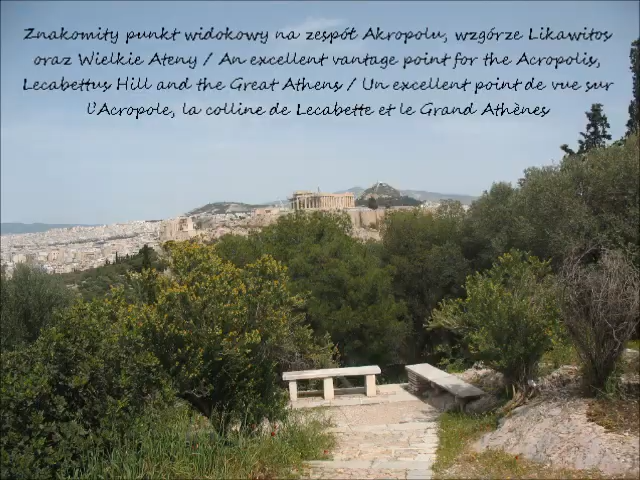 Znakomity punkt widokowy na zespół Akropolu, wzgórze Likawitos
oraz Wielkie Ateny / An excellent vantage point for the Acropolis,
Lecabettus Hill and the Great Athens / Un excellent point de vue sur
l'Acropole, la colline de Lecabette et le Grand Athènes